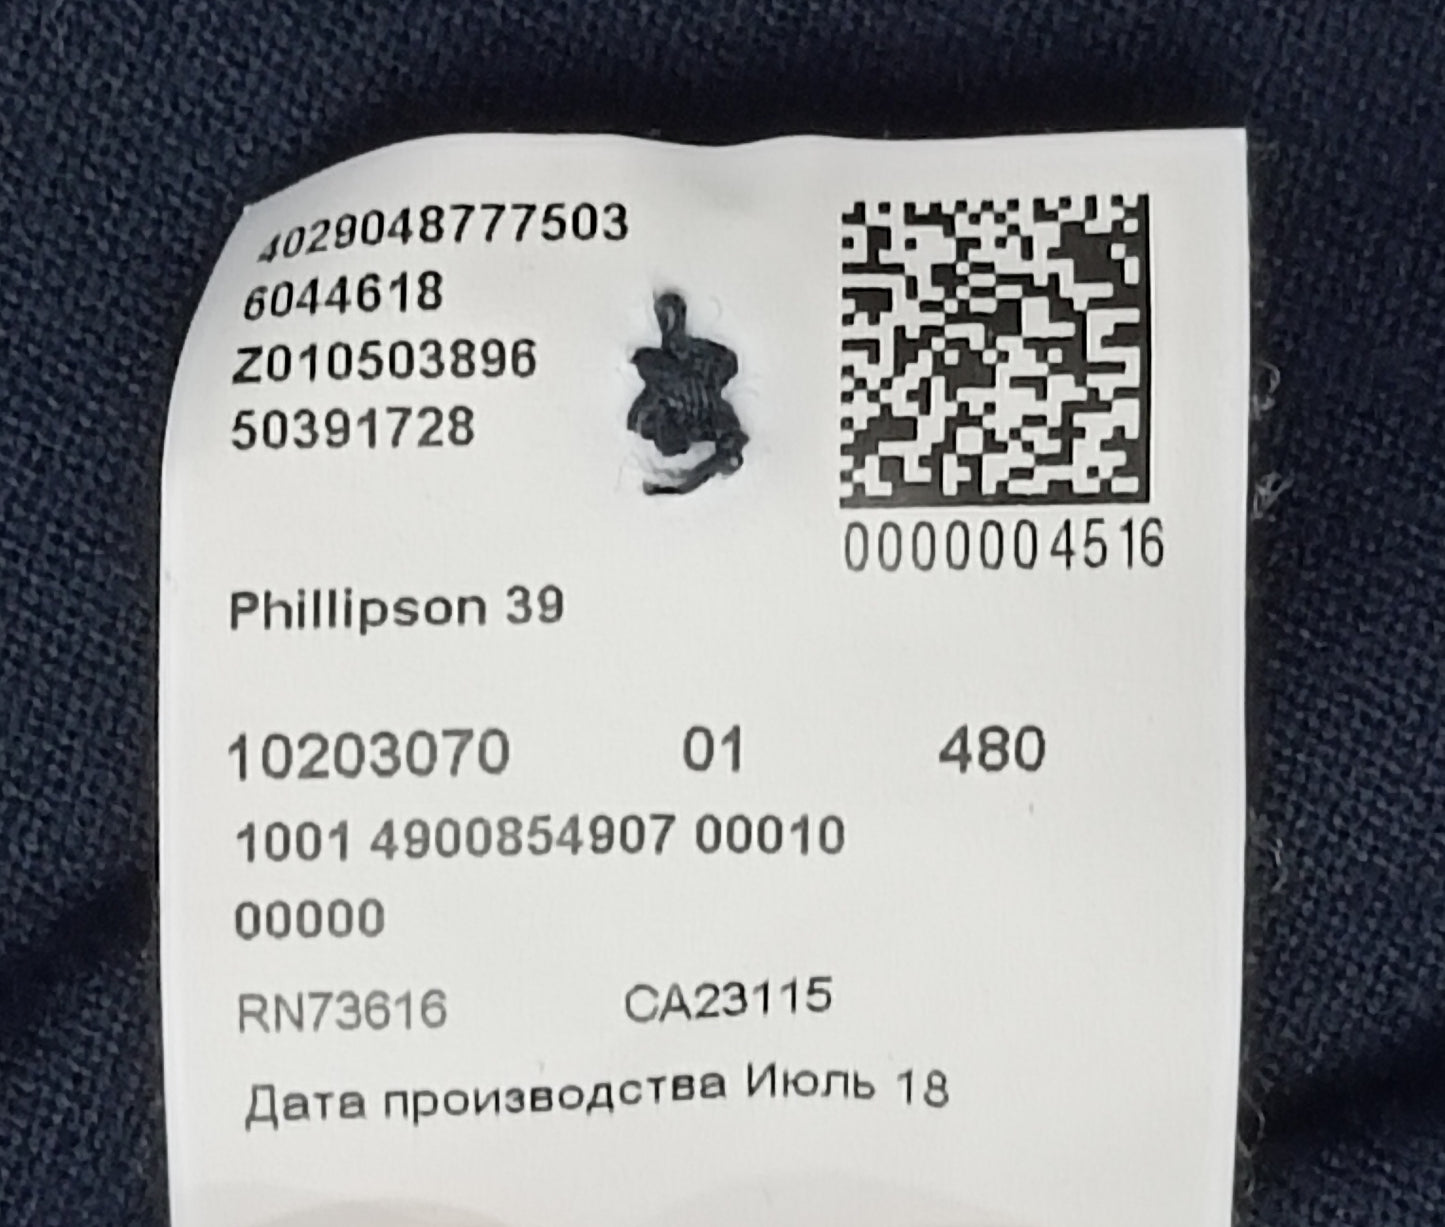 4029048777503
6044618
Z010503896
50391728
0000004516
Phillipson 39
10203070 01 480
1001 4900854907 00010
00000
RN73616 CA23115
Дата производства Июль 18